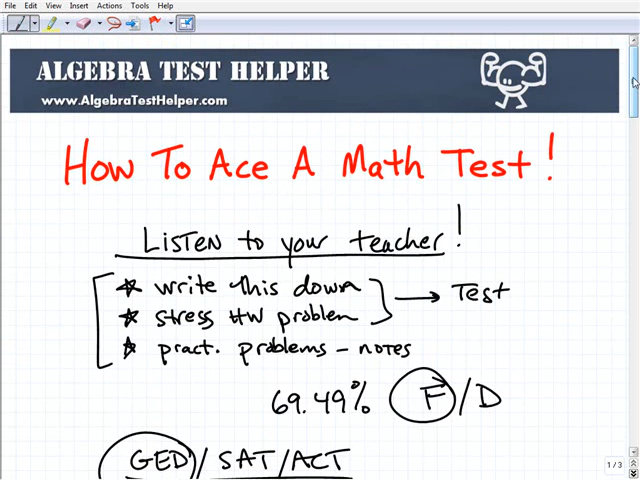 File Edit View Insert Actions Tools Help
ALGEBRA TEST HELPER
www.AlgebraTestHelper.com
How To Ace A Math Test!
Listen to your teacher!
write this down
stress HW problem
→ Test
pract. problems - notes
69.49% F/D
GED/SAT/ACT
1/3